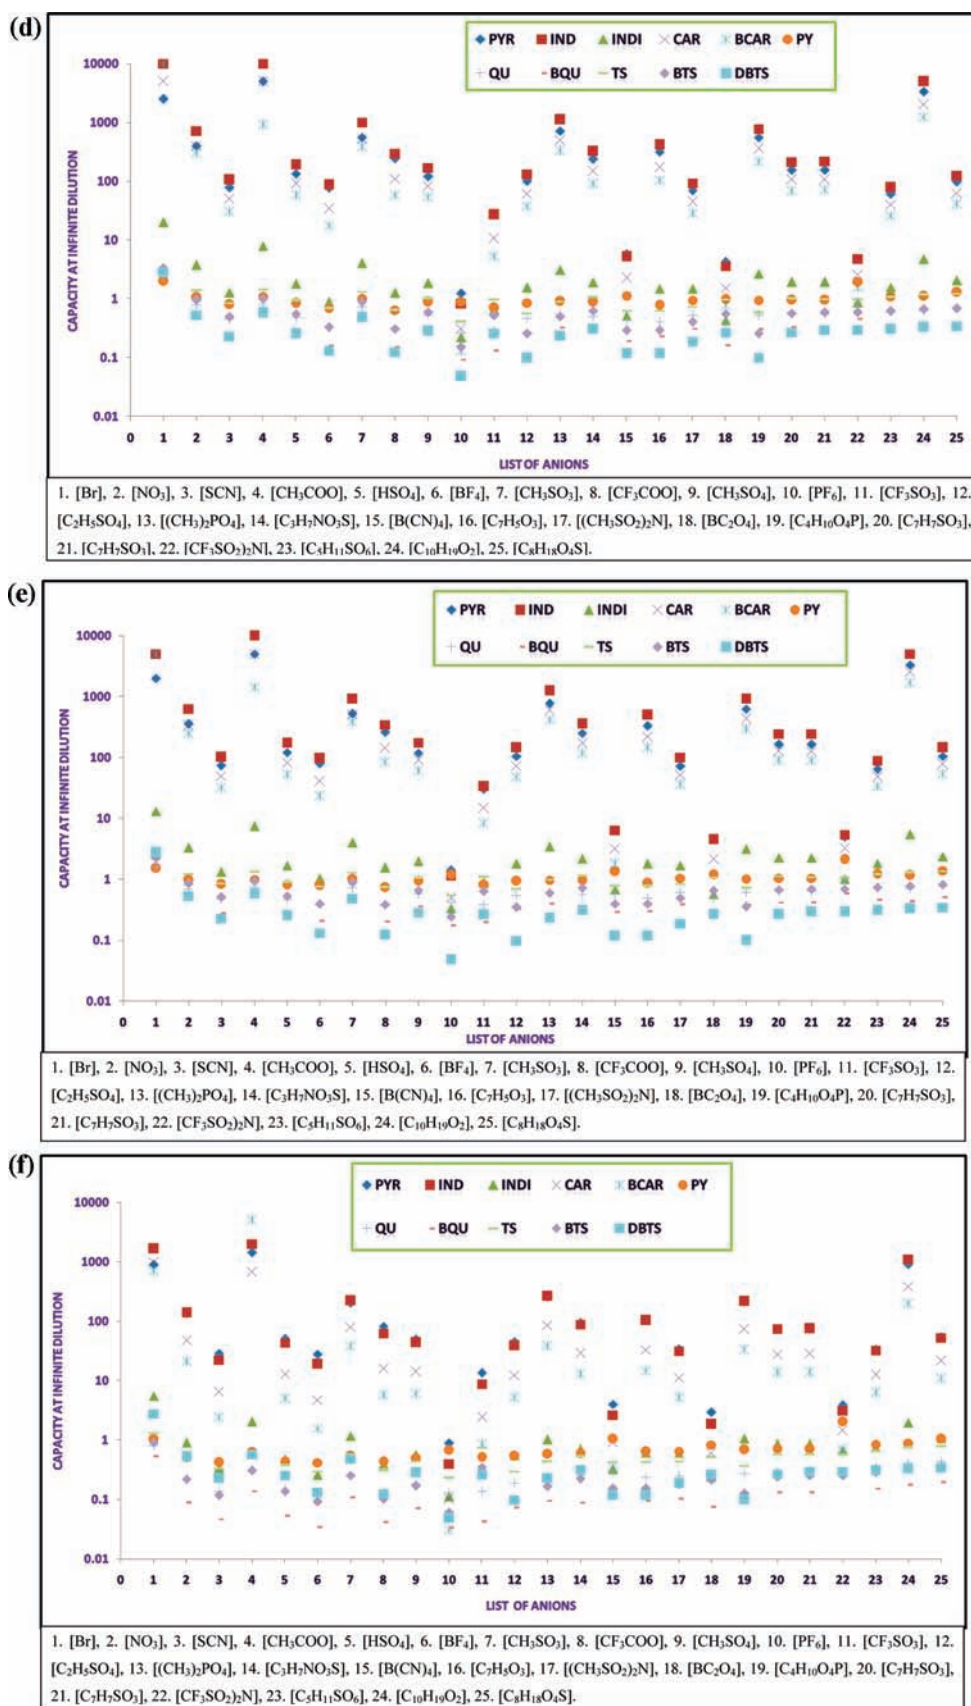 (d)
PYR IND INDI CAR BCAR PY
QU BQU TS BTS DBTS
10000
1000
100
10
1
0.1
0.01
CAPACITY AT INFINITE DILUTION
0 1 2 3 4 5 6 7 8 9 10 11 12 13 14 15 16 17 18 19 20 21 22 23 24 25
LIST OF ANIONS
1. [Br], 2. [NO₃], 3. [SCN], 4. [CH₃COO], 5. [HSO₄], 6. [BF₄], 7. [CH₃SO₃], 8. [CF₃COO], 9. [CH₃SO₄], 10. [PF₆], 11. [CF₃SO₃], 12.
[C₂H₅SO₄], 13. [(CH₃)₂PO₄], 14. [C₃H₇NO₃S], 15. [B(CN)₄], 16. [C₇H₅O₃], 17. [(CH₃SO₂)₂N], 18. [BC₂O₄], 19. [C₄H₁₀O₄P], 20. [C₇H₇SO₃],
21. [C₇H₇SO₃], 22. [CF₃SO₂)₂N], 23. [C₅H₁₁SO₆], 24. [C₁₀H₁₉O₂], 25. [C₈H₁₈O₄S].
(e)
PYR IND INDI CAR BCAR PY
QU BQU TS BTS DBTS
10000
1000
100
10
1
0.1
0.01
CAPACITY AT INFINITE DILUTION
0 1 2 3 4 5 6 7 8 9 10 11 12 13 14 15 16 17 18 19 20 21 22 23 24 25
LIST OF ANIONS
1. [Br], 2. [NO₃], 3. [SCN], 4. [CH₃COO], 5. [HSO₄], 6. [BF₄], 7. [CH₃SO₃], 8. [CF₃COO], 9. [CH₃SO₄], 10. [PF₆], 11. [CF₃SO₃], 12.
[C₂H₅SO₄], 13. [(CH₃)₂PO₄], 14. [C₃H₇NO₃S], 15. [B(CN)₄], 16. [C₇H₅O₃], 17. [(CH₃SO₂)₂N], 18. [BC₂O₄], 19. [C₄H₁₀O₄P], 20. [C₇H₇SO₃],
21. [C₇H₇SO₃], 22. [CF₃SO₂)₂N], 23. [C₅H₁₁SO₆], 24. [C₁₀H₁₉O₂], 25. [C₈H₁₈O₄S].
(f)
PYR IND INDI CAR BCAR PY
QU BQU TS BTS DBTS
10000
1000
100
10
1
0.1
0.01
CAPACITY AT INFINITE DILUTION
0 1 2 3 4 5 6 7 8 9 10 11 12 13 14 15 16 17 18 19 20 21 22 23 24 25
LIST OF ANIONS
1. [Br], 2. [NO₃], 3. [SCN], 4. [CH₃COO], 5. [HSO₄], 6. [BF₄], 7. [CH₃SO₃], 8. [CF₃COO], 9. [CH₃SO₄], 10. [PF₆], 11. [CF₃SO₃], 12.
[C₂H₅SO₄], 13. [(CH₃)₂PO₄], 14. [C₃H₇NO₃S], 15. [B(CN)₄], 16. [C₇H₅O₃], 17. [(CH₃SO₂)₂N], 18. [BC₂O₄], 19. [C₄H₁₀O₄P], 20. [C₇H₇SO₃],
21. [C₇H₇SO₃], 22. [CF₃SO₂)₂N], 23. [C₅H₁₁SO₆], 24. [C₁₀H₁₉O₂], 25. [C₈H₁₈O₄S].